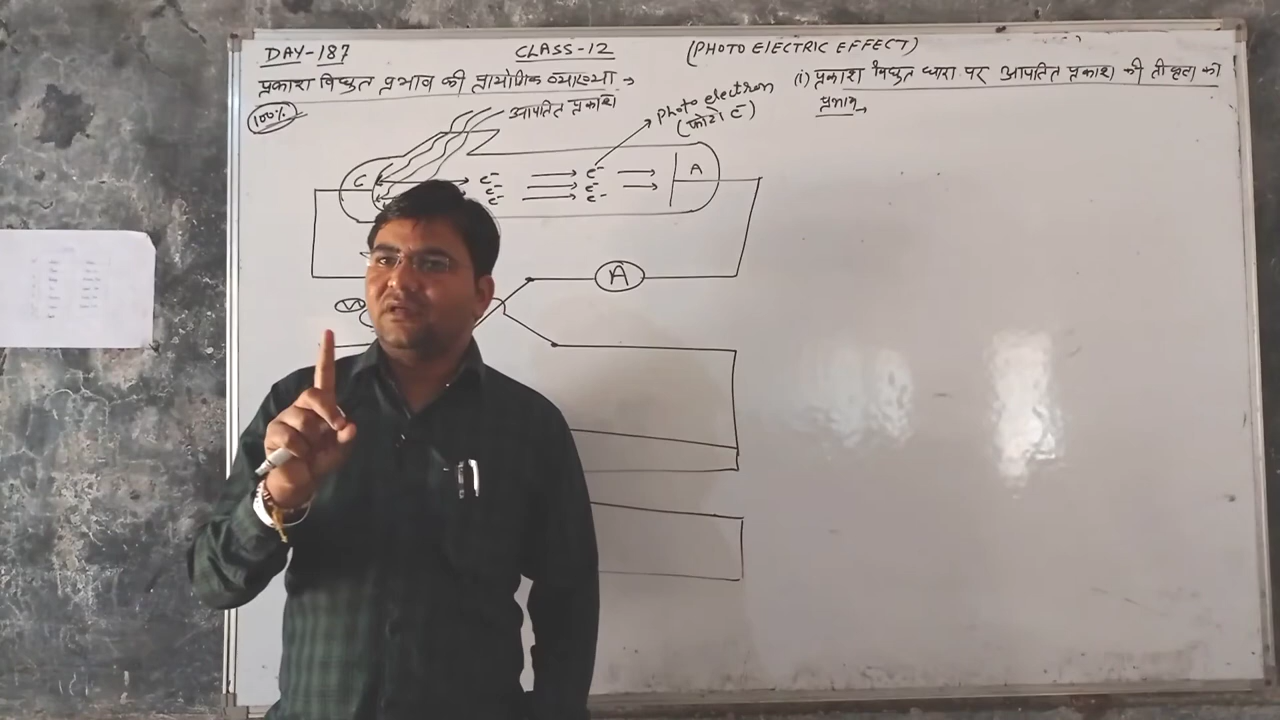 DAY-187
CLASS-12
(PHOTO ELECTRIC EFFECT)
प्रकाश विद्युत प्रभाव की प्रायोगिक व्याख्या →
(i) प्रकाश विद्युत धारा पर आपतित प्रकाश की तीव्रता का
प्रभाव →
100%
आपतित प्रकाश
Photo electron
(फोटो e⁻)
C
e⁻
e⁻
e⁻
e⁻
e⁻
e⁻
A
A
V